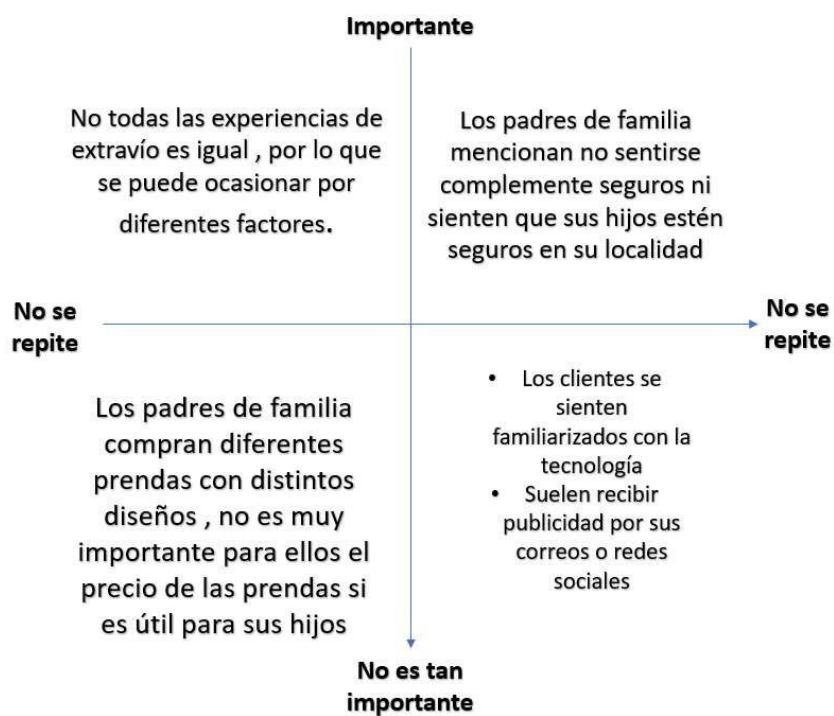 Importante
No todas las experiencias de
extravío es igual , por lo que
se puede ocasionar por
diferentes factores.
Los padres de familia
mencionan no sentirse
complemente seguros ni
sienten que sus hijos estén
seguros en su localidad
No se
repite
No se
repite
Los padres de familia
compran diferentes
prendas con distintos
diseños , no es muy
importante para ellos el
precio de las prendas si
es útil para sus hijos
• Los clientes se
sienten
familiarizados con la
tecnología
• Suelen recibir
publicidad por sus
correos o redes
sociales
No es tan
importante